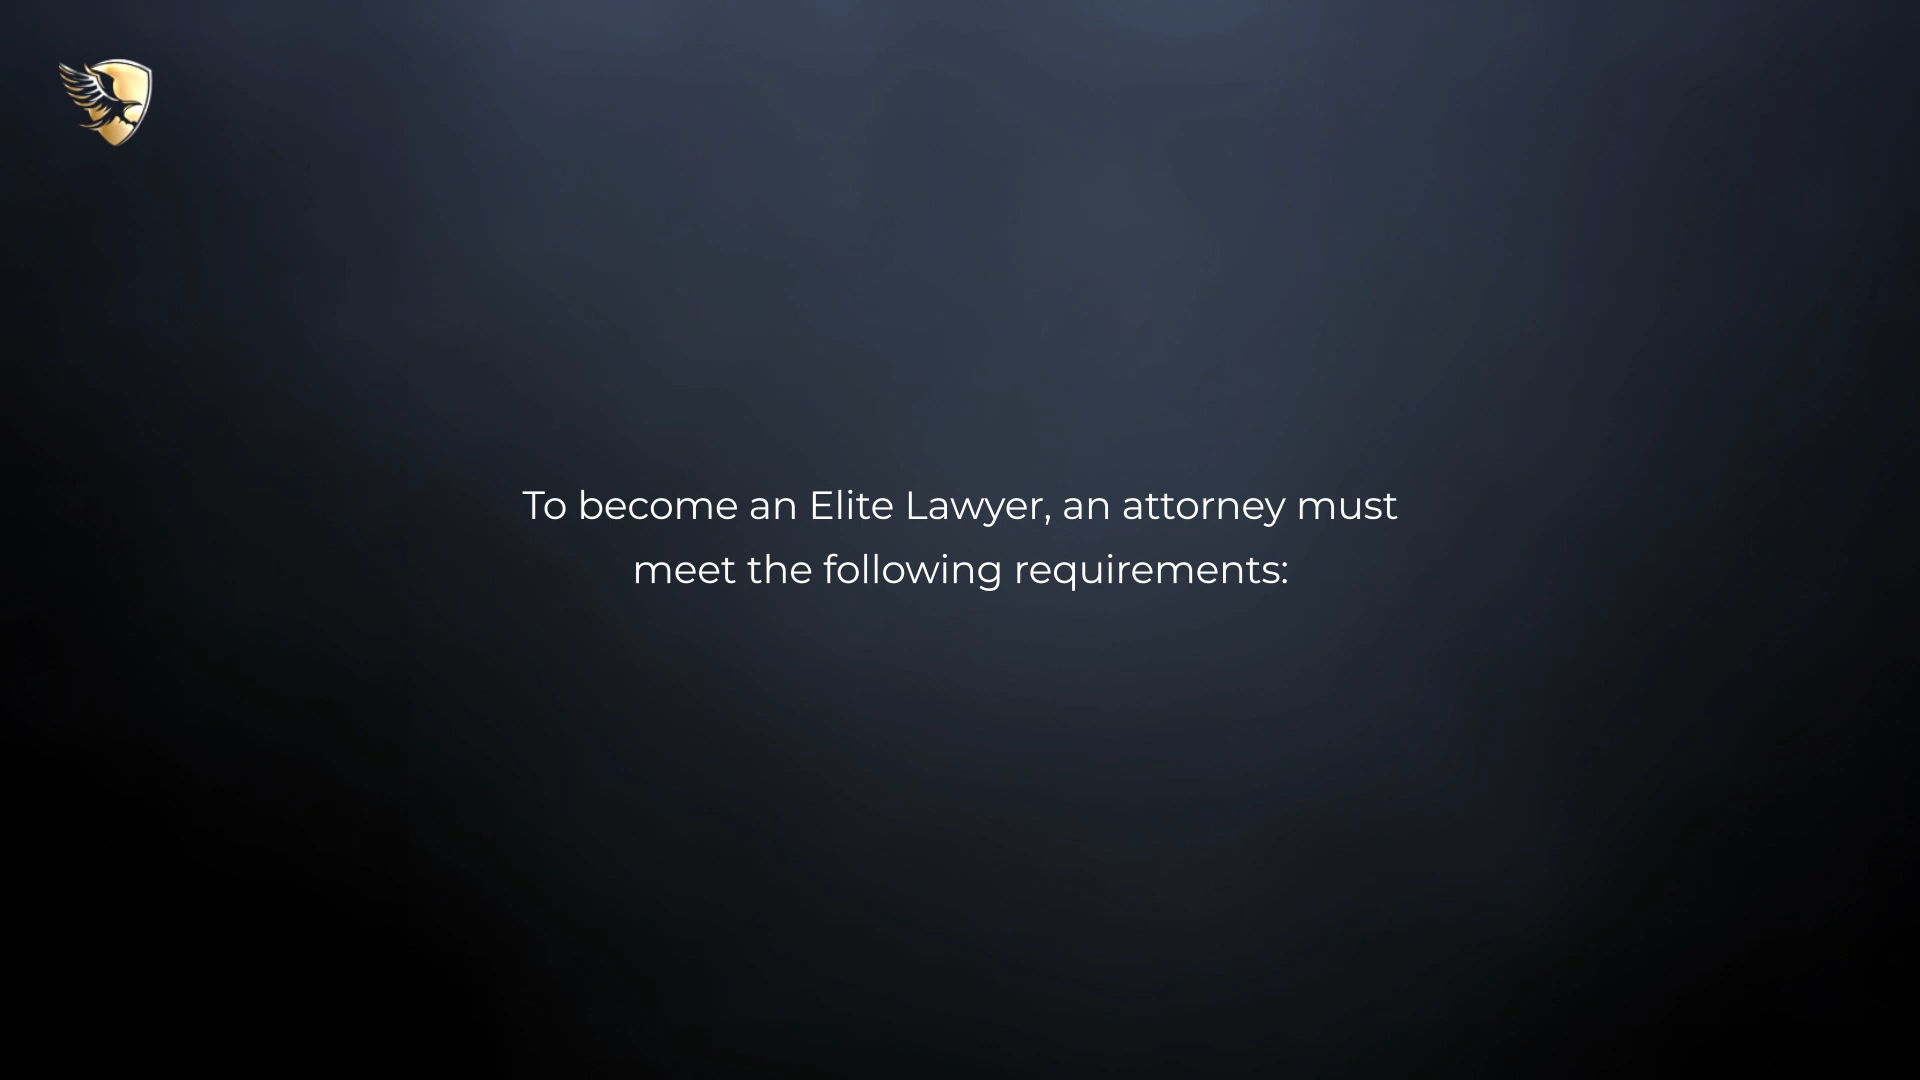 To become an Elite Lawyer, an attorney must
meet the following requirements: